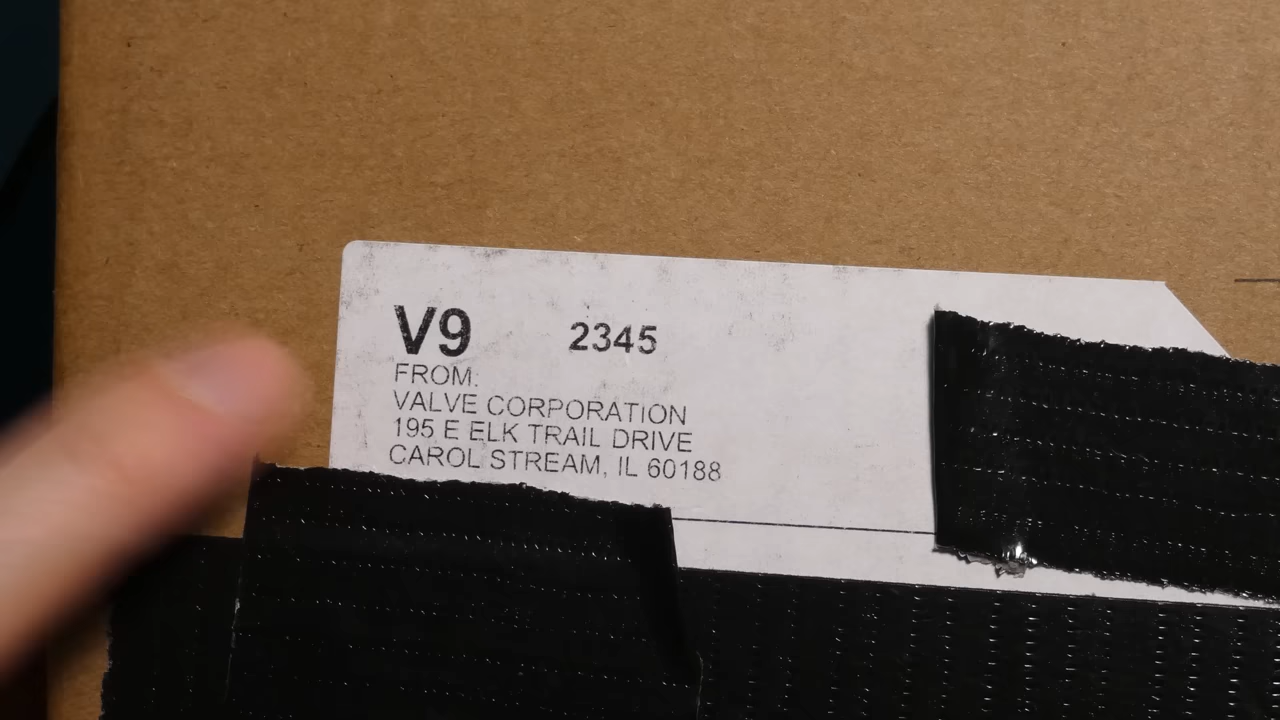 V9 2345
FROM:
VALVE CORPORATION
195 E ELK TRAIL DRIVE
CAROL STREAM, IL 60188